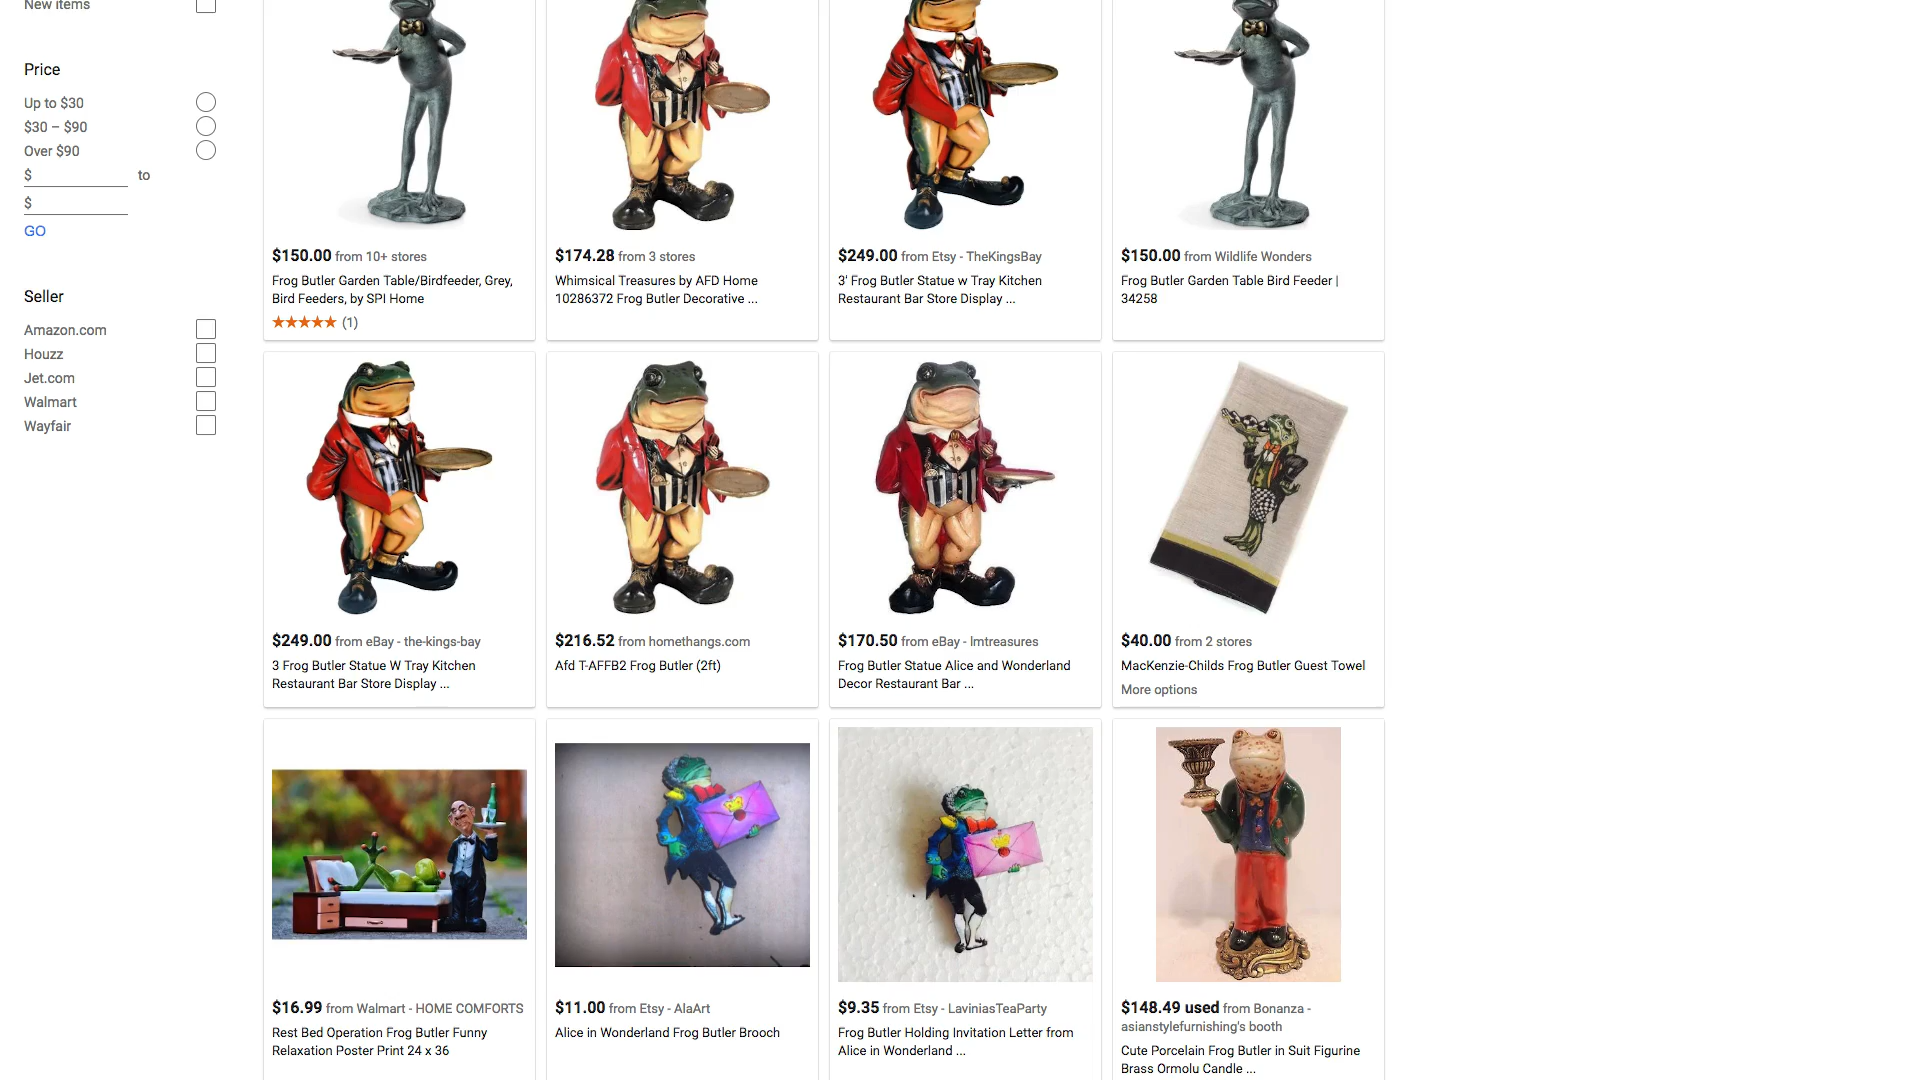 New items
Price
Up to $30
$30 – $90
Over $90
$ to
$
GO
Seller
Amazon.com
Houzz
Jet.com
Walmart
Wayfair
$150.00 from 10+ stores
Frog Butler Garden Table/Birdfeeder, Grey,
Bird Feeders, by SPI Home
★★★★★ (1)
$174.28 from 3 stores
Whimsical Treasures by AFD Home
10286372 Frog Butler Decorative ...
$249.00 from Etsy - TheKingsBay
3' Frog Butler Statue w Tray Kitchen
Restaurant Bar Store Display ...
$150.00 from Wildlife Wonders
Frog Butler Garden Table Bird Feeder |
34258
$249.00 from eBay - the-kings-bay
3 Frog Butler Statue W Tray Kitchen
Restaurant Bar Store Display ...
$216.52 from homethangs.com
Afd T-AFFB2 Frog Butler (2ft)
$170.50 from eBay - lmtreasures
Frog Butler Statue Alice and Wonderland
Decor Restaurant Bar ...
$40.00 from 2 stores
MacKenzie-Childs Frog Butler Guest Towel
More options
$16.99 from Walmart - HOME COMFORTS
Rest Bed Operation Frog Butler Funny
Relaxation Poster Print 24 x 36
$11.00 from Etsy - AlaArt
Alice in Wonderland Frog Butler Brooch
$9.35 from Etsy - LaviniasTeaParty
Frog Butler Holding Invitation Letter from
Alice in Wonderland ...
$148.49 used from Bonanza -
asianstylefurnishing's booth
Cute Porcelain Frog Butler in Suit Figurine
Brass Ormolu Candle ...